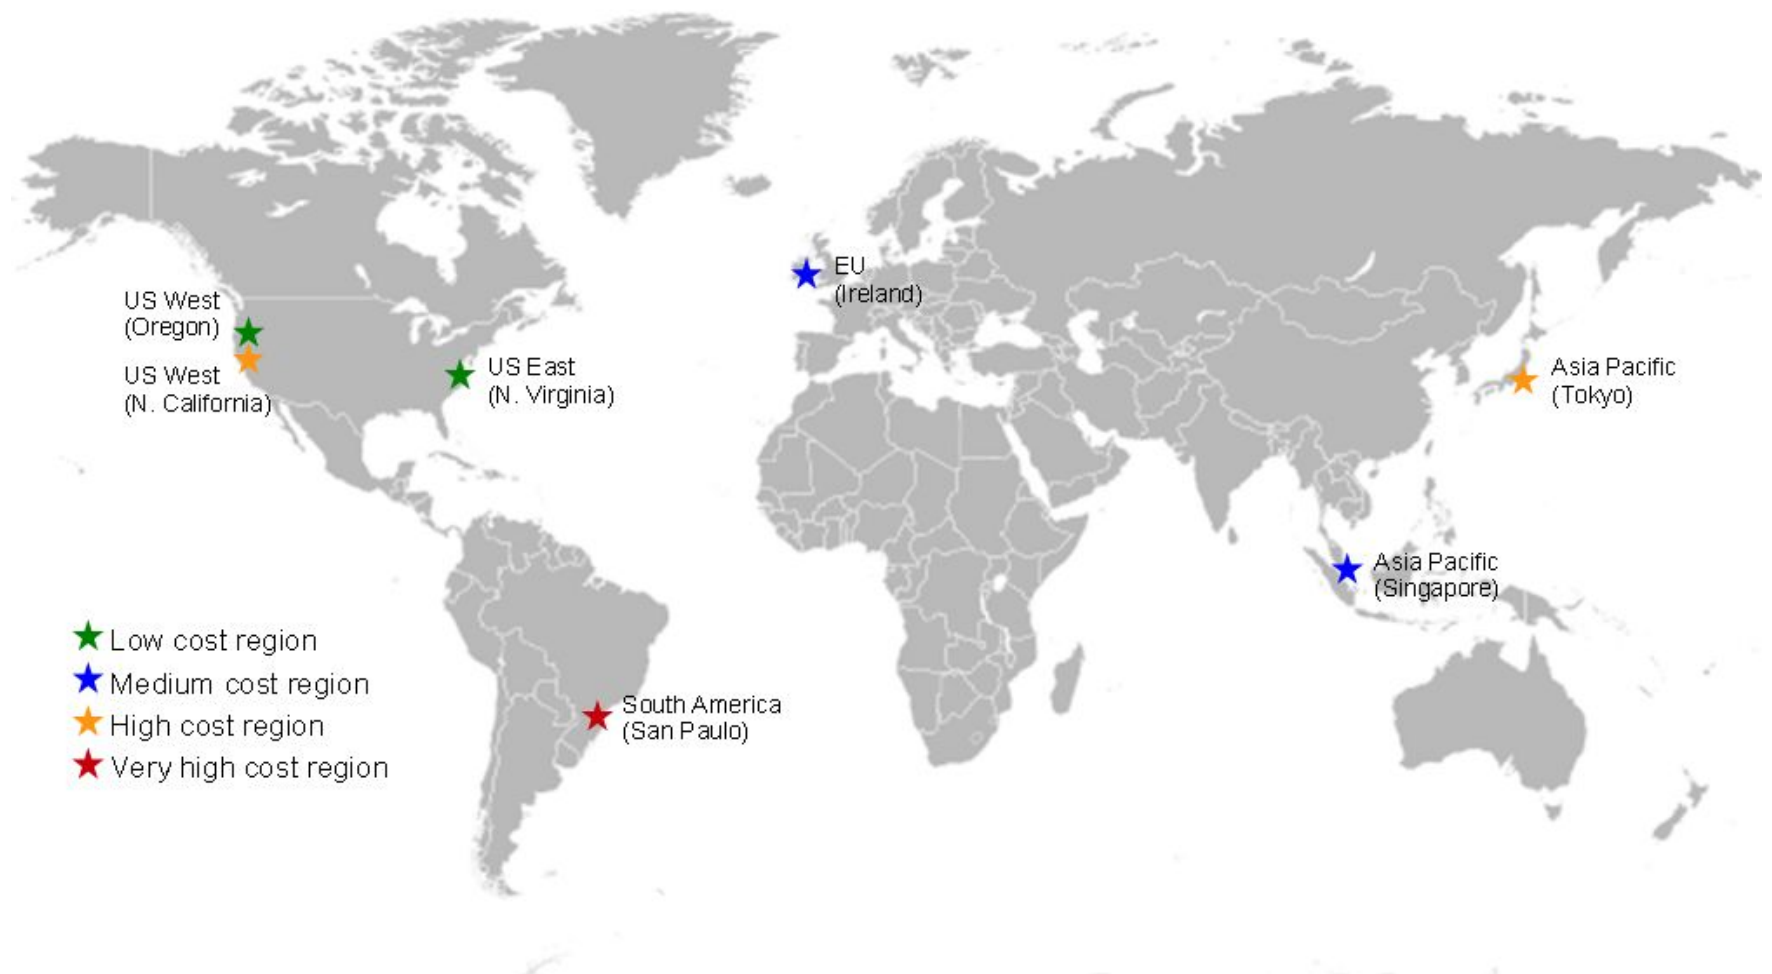 US West
(Oregon)
US West
(N. California)
US East
(N. Virginia)
EU
(Ireland)
Asia Pacific
(Tokyo)
Asia Pacific
(Singapore)
South America
(San Paulo)
Low cost region
Medium cost region
High cost region
Very high cost region